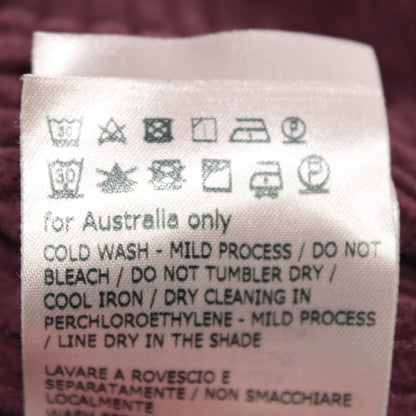 30
P
30
P
for Australia only
COLD WASH - MILD PROCESS / DO NOT
BLEACH / DO NOT TUMBLER DRY /
COOL IRON / DRY CLEANING IN
PERCHLOROETHYLENE - MILD PROCESS
/ LINE DRY IN THE SHADE
LAVARE A ROVESCIO E
SEPARATAMENTE / NON SMACCHIARE
LOCALMENTE